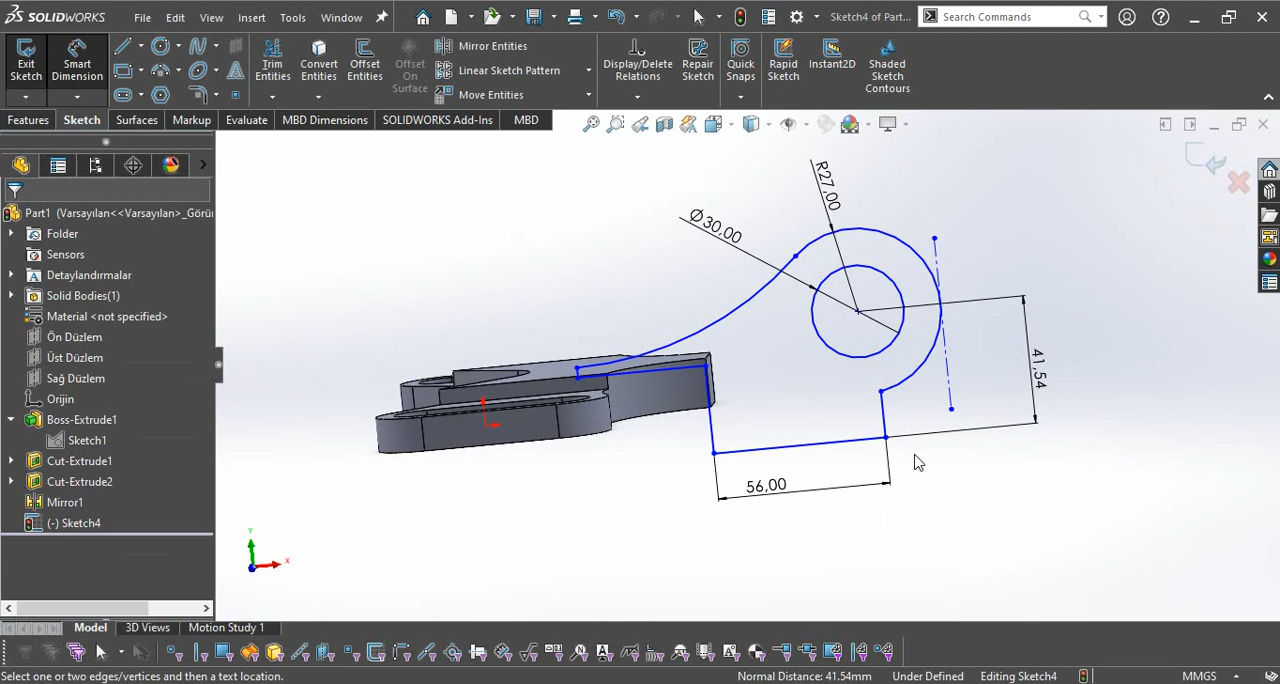 SOLIDWORKS File Edit View Insert Tools Window Sketch4 of Part... Search Commands
Exit Sketch Smart Dimension Trim Entities Convert Entities Offset Entities Offset On Surface Mirror Entities Linear Sketch Pattern Move Entities Display/Delete Relations Repair Sketch Quick Snaps Rapid Sketch Instant2D Shaded Sketch Contours
Features Sketch Surfaces Markup Evaluate MBD Dimensions SOLIDWORKS Add-Ins MBD
Part1 (Varsayılan<<Varsayılan>_Görü
Folder
Sensors
Detaylandırmalar
Solid Bodies(1)
Material <not specified>
Ön Düzlem
Üst Düzlem
Sağ Düzlem
Orijin
Boss-Extrude1
Sketch1
Cut-Extrude1
Cut-Extrude2
Mirror1
(-) Sketch4
R27,00
Ø30,00
41,54
56,00
Y
X
Model 3D Views Motion Study 1
Select one or two edges/vertices and then a text location. Normal Distance: 41.54mm Under Defined Editing Sketch4 MMGS